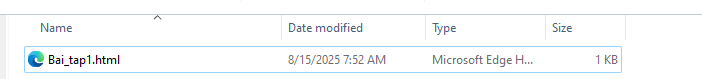 Name Date modified Type Size
Bai_tap1.html 8/15/2025 7:52 AM Microsoft Edge H... 1 KB